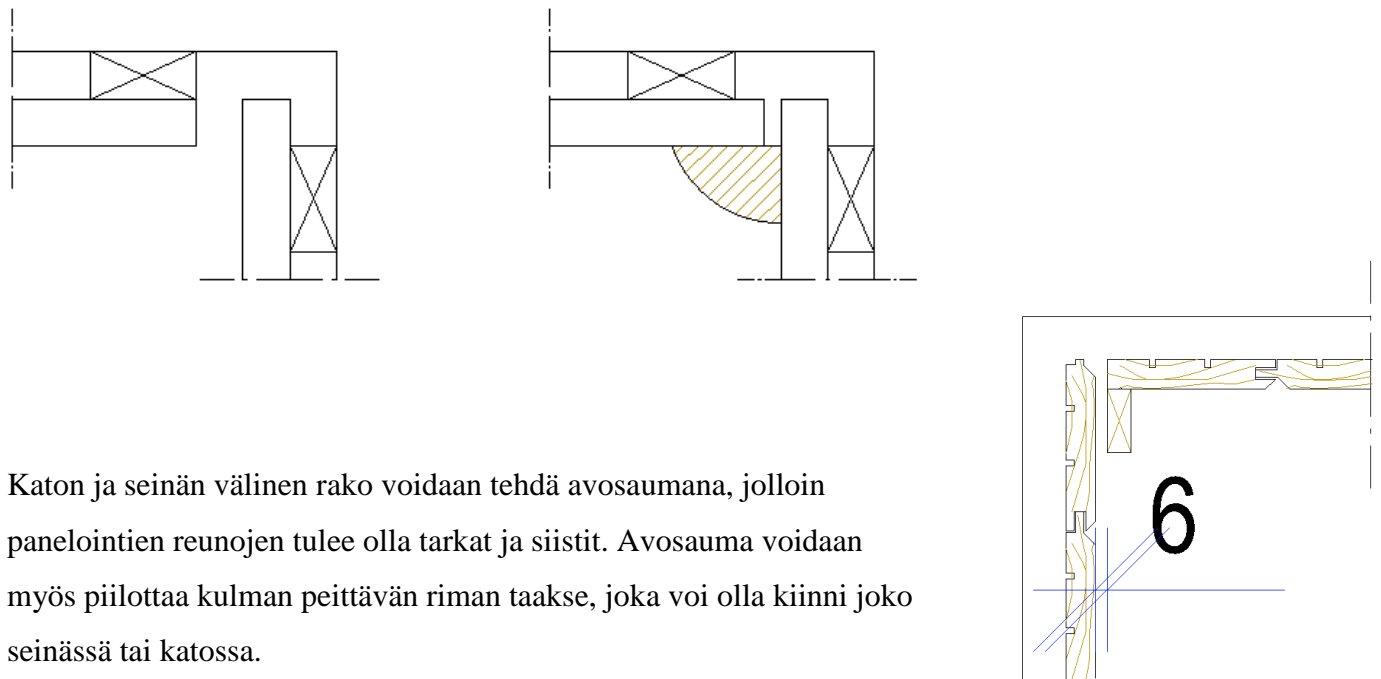 6
Katon ja seinän välinen rako voidaan tehdä avosaumana, jolloin
panelointien reunojen tulee olla tarkat ja siistit. Avosauma voidaan
myös piilottaa kulman peittävän riman taakse, joka voi olla kiinni joko
seinässä tai katossa.